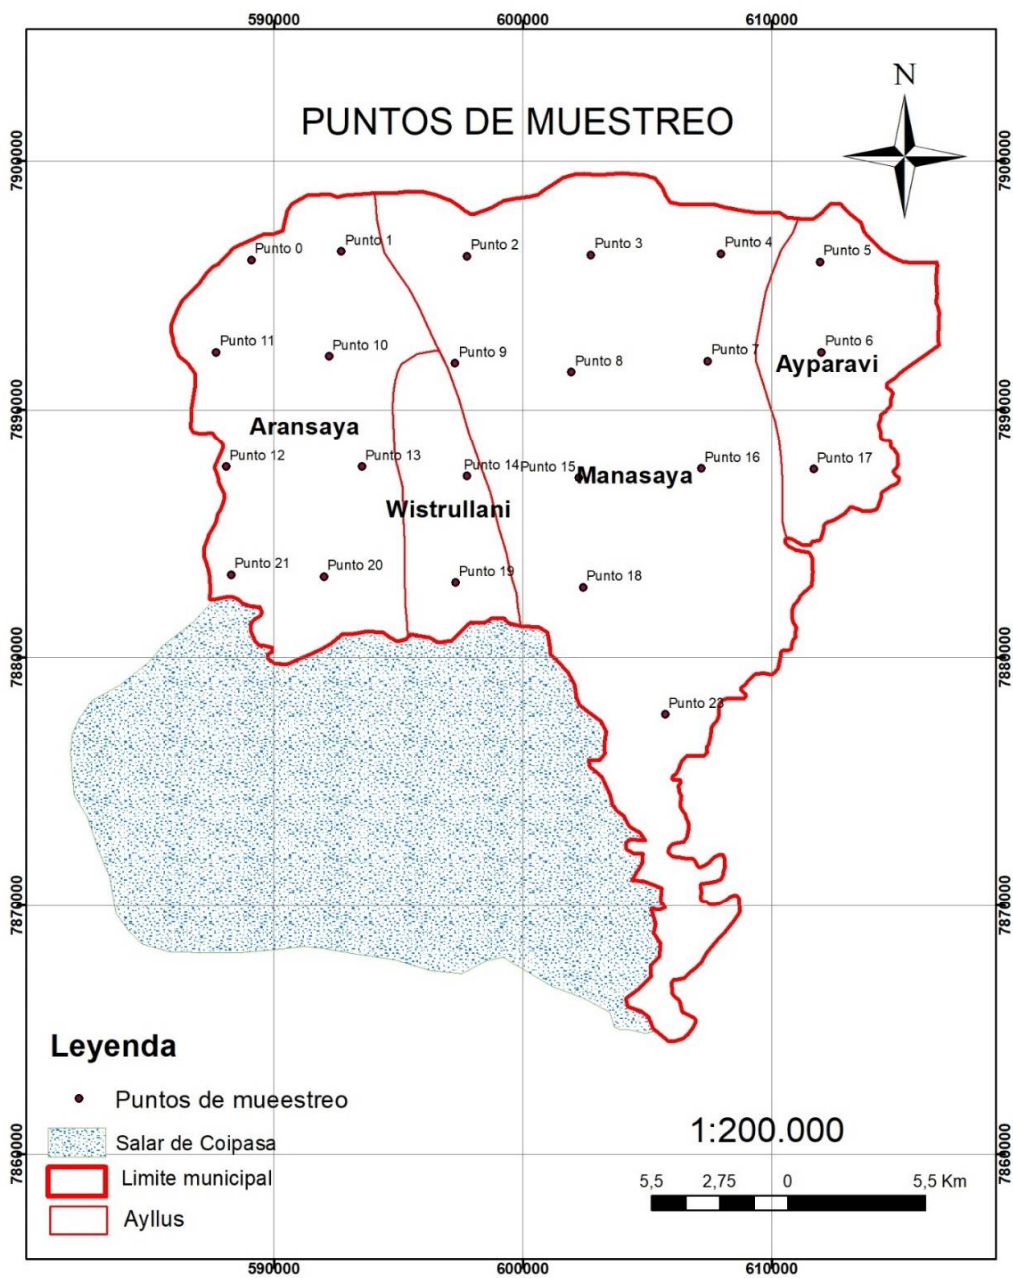 590000 600000 610000
N
PUNTOS DE MUESTREO
7900000 7900000
Punto 0 Punto 1 Punto 2 Punto 3 Punto 4 Punto 5
Punto 11 Punto 10 Punto 9 Punto 8 Punto 7 Punto 6
Ayparavi
7890000 7890000
Aransaya
Punto 12 Punto 13 Punto 14 Punto 15 Punto 16 Punto 17
Manasaya
Wistrullani
Punto 21 Punto 20 Punto 19 Punto 18
7880000 7880000
Punto 23
7870000 7870000
Leyenda
Puntos de mueestreo
Salar de Coipasa
Limite municipal
Ayllus
1:200.000
7860000 7860000
5,5 2,75 0 5,5 Km
590000 600000 610000